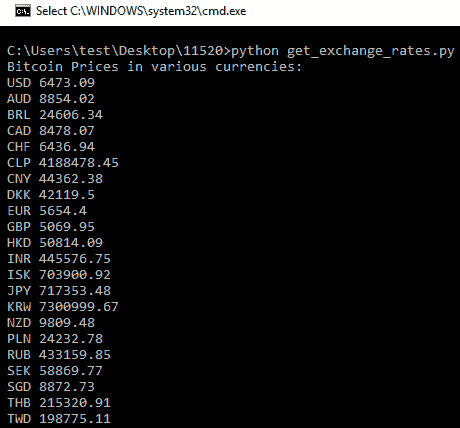 Select C:\WINDOWS\system32\cmd.exe
C:\Users\test\Desktop\11520>python get_exchange_rates.py
Bitcoin Prices in various currencies:
USD 6473.09
AUD 8854.02
BRL 24606.34
CAD 8478.07
CHF 6436.94
CLP 4188478.45
CNY 44362.38
DKK 42119.5
EUR 5654.4
GBP 5069.95
HKD 50814.09
INR 445576.75
ISK 703900.92
JPY 717353.48
KRW 7300999.67
NZD 9809.48
PLN 24232.78
RUB 433159.85
SEK 58869.77
SGD 8872.73
THB 215320.91
TWD 198775.11